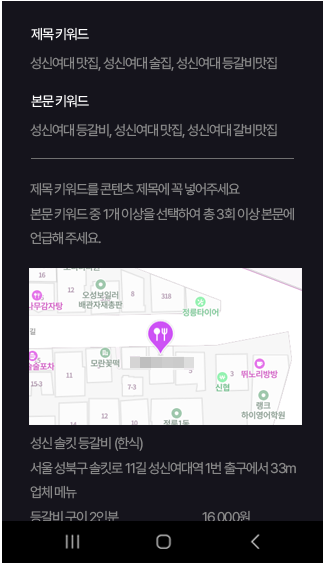 제목 키워드
성신여대 맛집, 성신여대 술집, 성신여대 등갈비맛집
본문 키워드
성신여대 등갈비, 성신여대 맛집, 성신여대 갈비맛집
제목 키워드를 콘텐츠 제목에 꼭 넣어주세요
본문 키워드 중 1개 이상을 선택하여 총 3회 이상 본문에
언급해 주세요.
16
12
8
318
오성보일러
배관자재총판
정릉타이어
나무감자탕
길
모란꽃떡
술포차
15-3
11
7-3
3
신협
뭐노리방방
랭크
하이영어학원
14
12
10
정릉1동
성신 솔킷 등갈비 (한식)
서울 성북구 솔킷로 11길 성신여대역 1번 출구에서 33m
업체 메뉴
등갈비 구이 2인분 16,000원